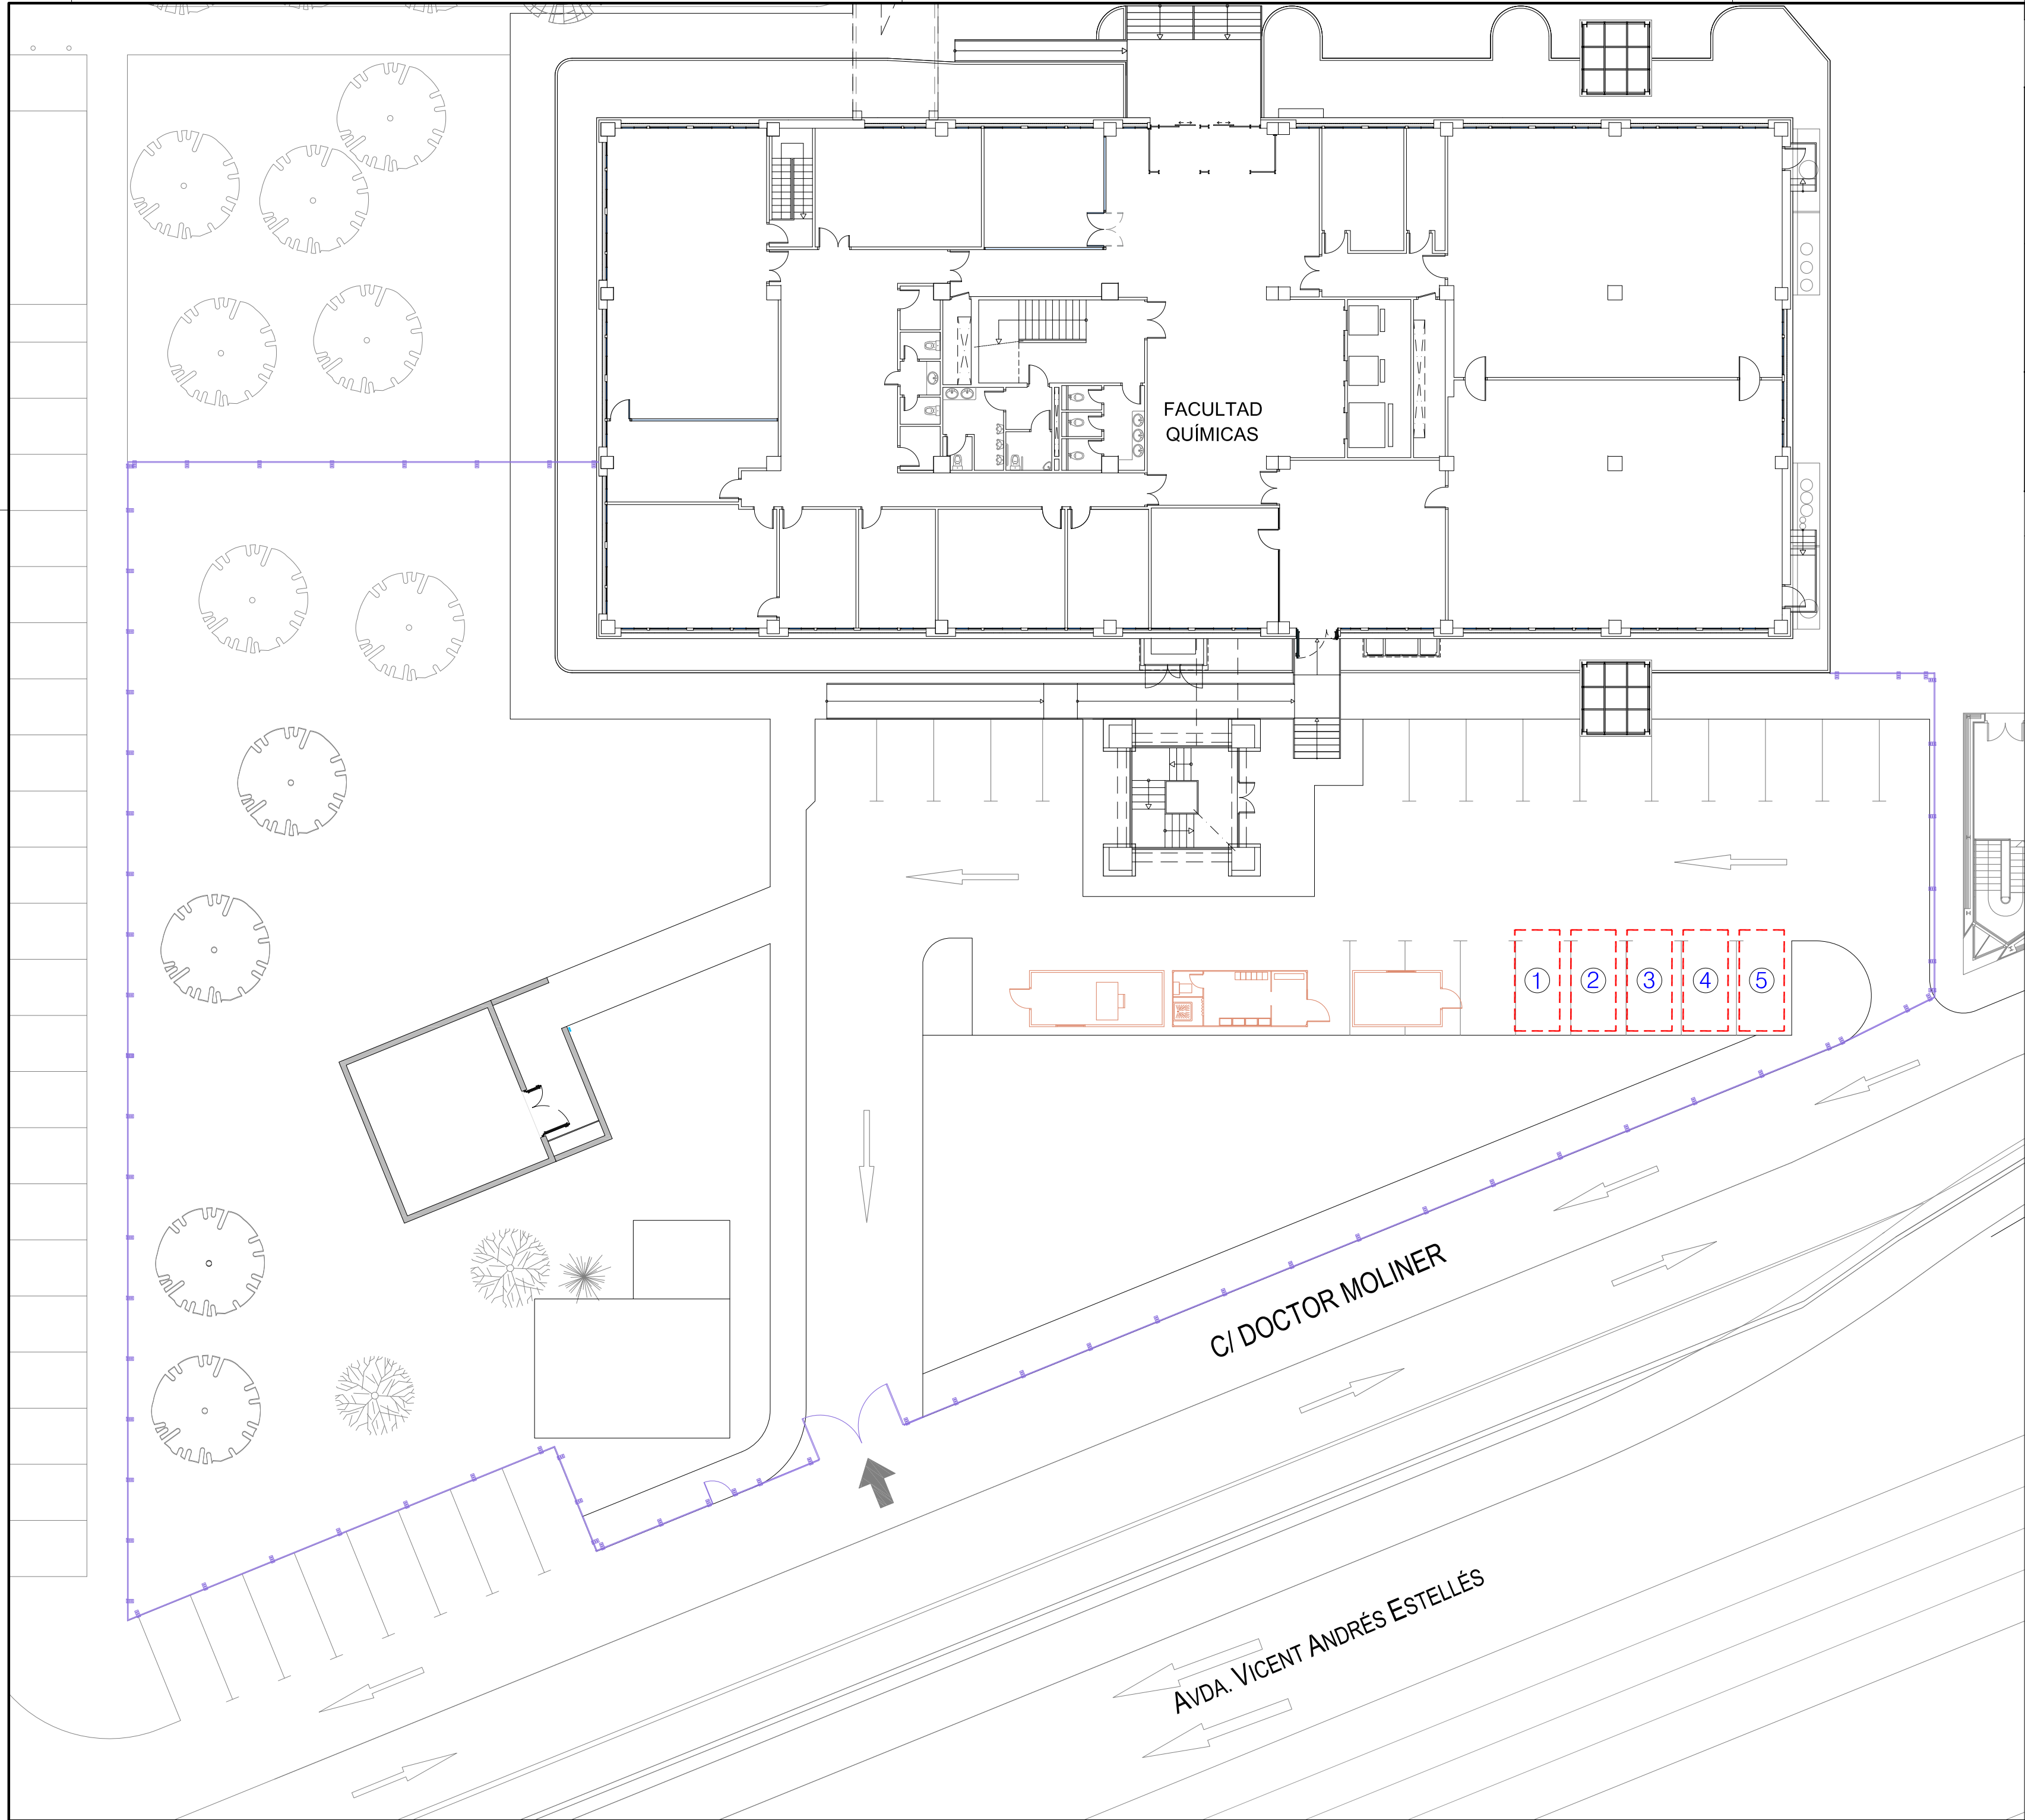 FACULTAD
QUÍMICAS
1 2 3 4 5
C/ DOCTOR MOLINER
AVDA. VICENT ANDRÉS ESTELLÉS